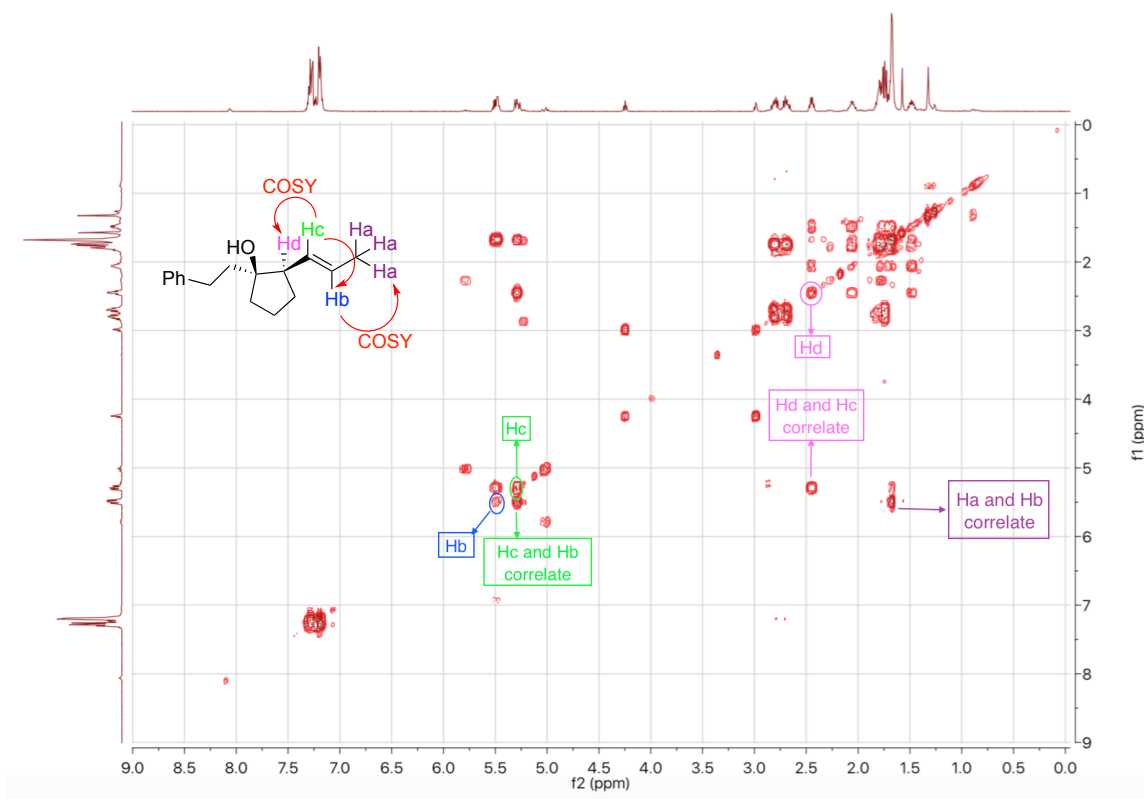 0
1
COSY
Hc
Ha
HO
Hd
Ha
2
Ph
Ha
Hb
3
COSY
Hd
4
Hd and Hc
correlate
Hc
f1 (ppm)
5
Ha and Hb
correlate
Hb
Hc and Hb
correlate
6
7
8
9
9.0 8.5 8.0 7.5 7.0 6.5 6.0 5.5 5.0 4.5 4.0 3.5 3.0 2.5 2.0 1.5 1.0 0.5 0.0
f2 (ppm)